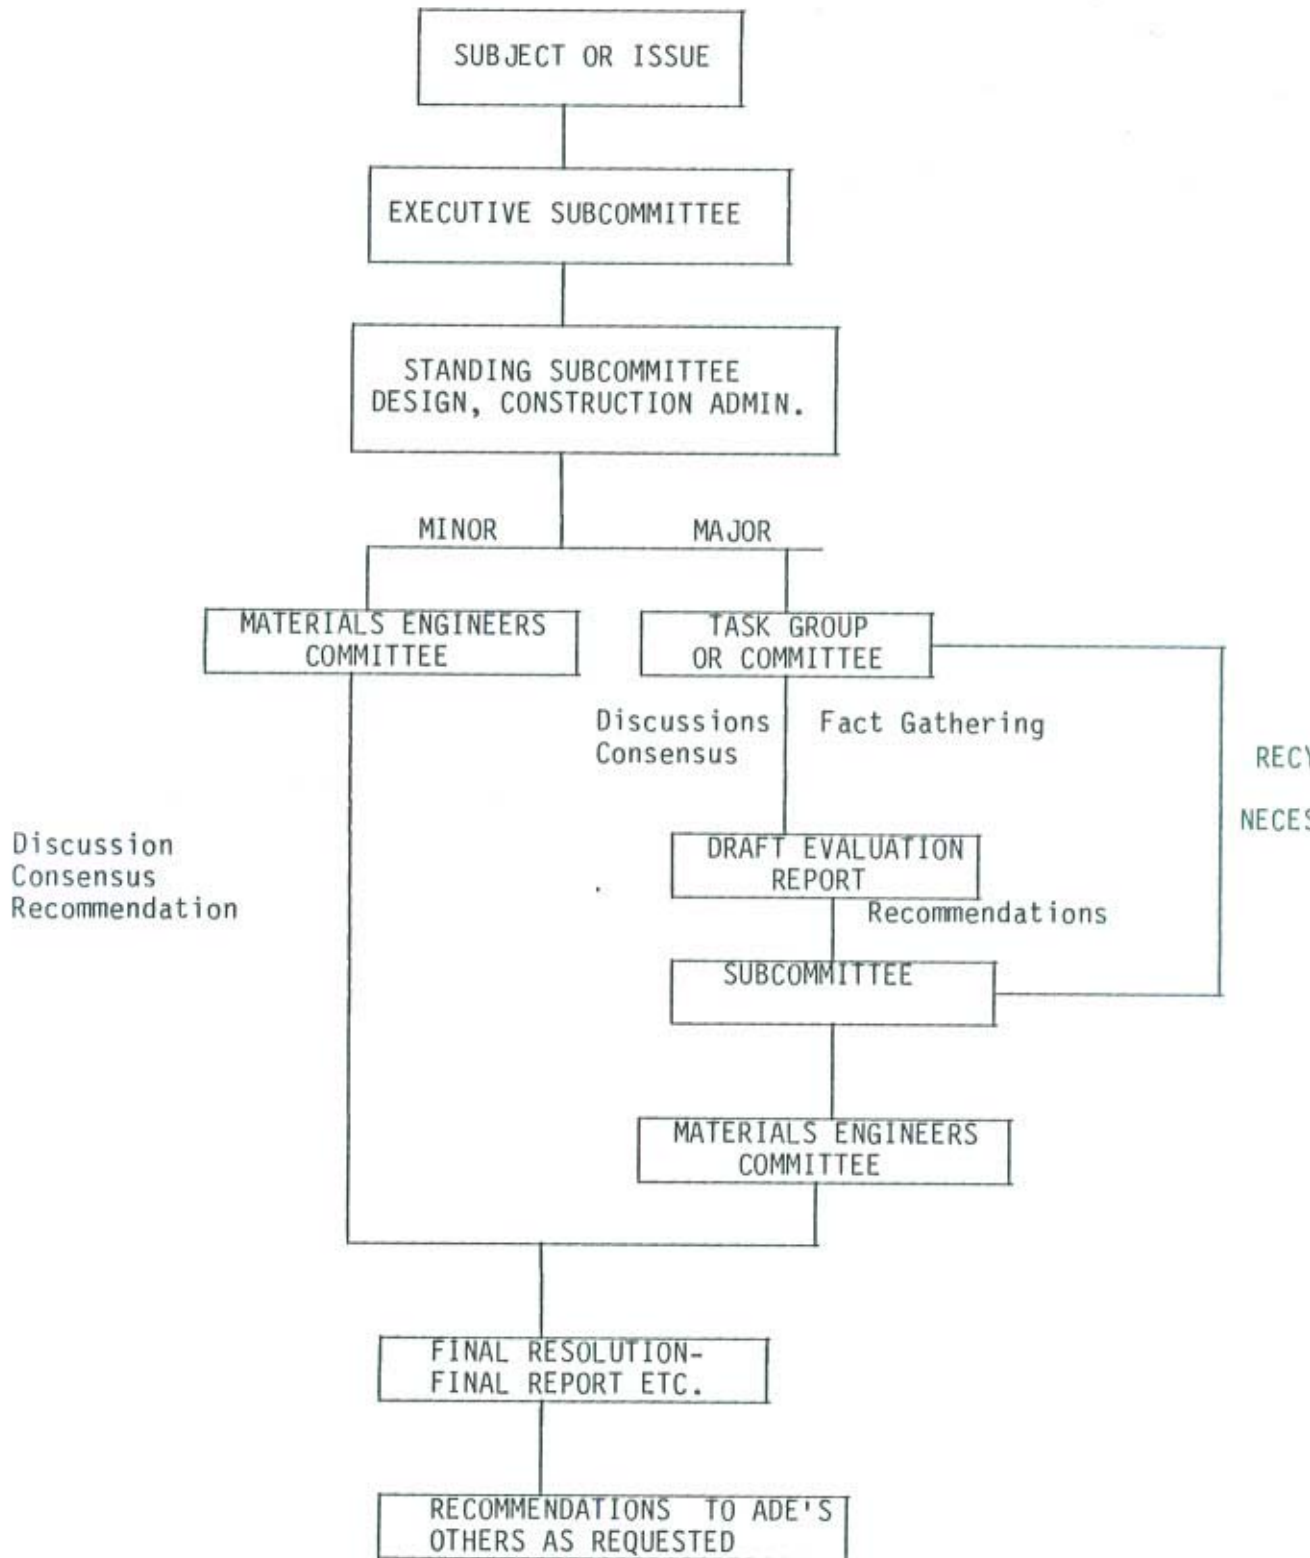 SUBJECT OR ISSUE
EXECUTIVE SUBCOMMITTEE
STANDING SUBCOMMITTEE
DESIGN, CONSTRUCTION ADMIN.
MINOR
MAJOR
MATERIALS ENGINEERS
COMMITTEE
TASK GROUP
OR COMMITTEE
Discussions
Consensus
Fact Gathering
RECY
NECES
Discussion
Consensus
Recommendation
DRAFT EVALUATION
REPORT
Recommendations
SUBCOMMITTEE
MATERIALS ENGINEERS
COMMITTEE
FINAL RESOLUTION-
FINAL REPORT ETC.
RECOMMENDATIONS TO ADE'S
OTHERS AS REQUESTED